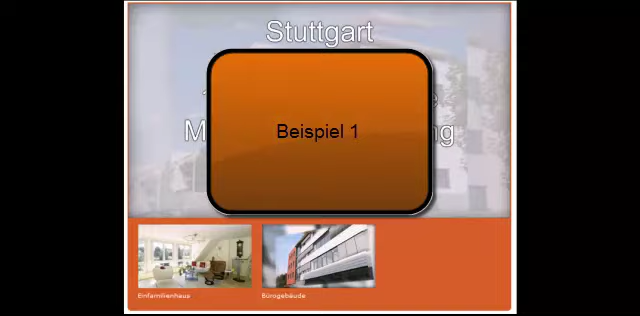 Stuttgart
Beispiel 1
Einfamilienhaus
Bürogebäude